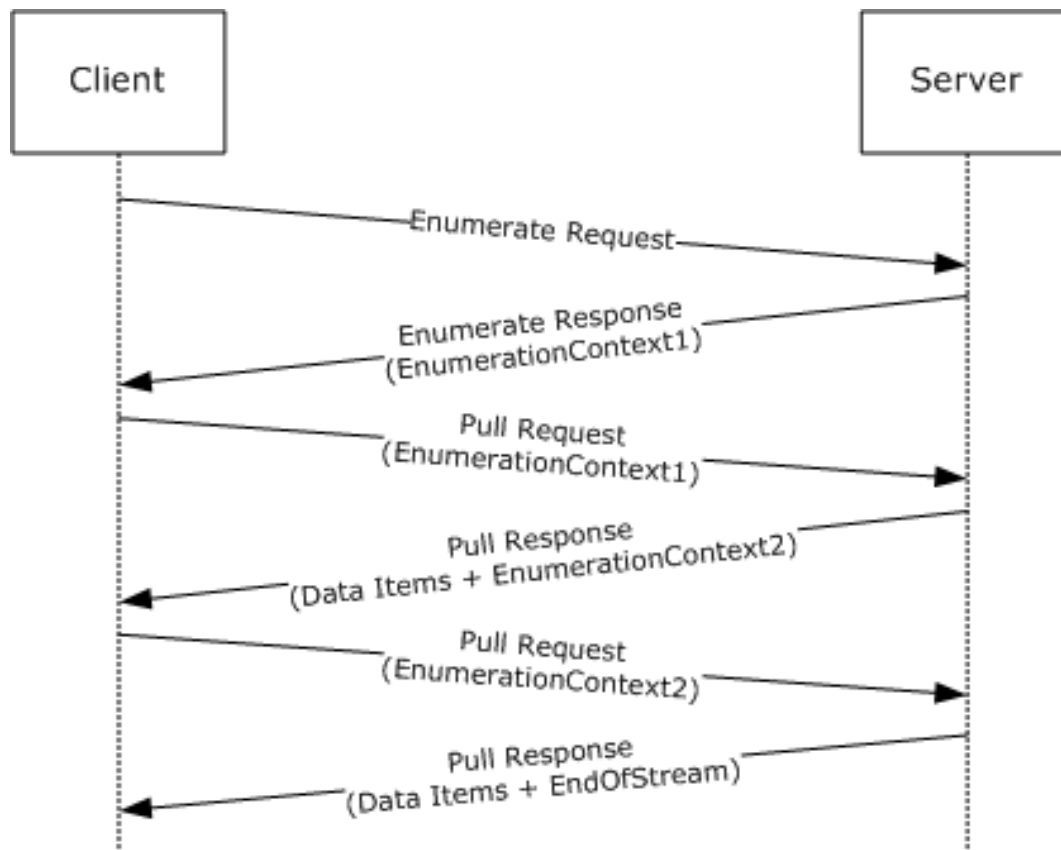 Client
Server
Enumerate Request
Enumerate Response
(EnumerationContext1)
Pull Request
(EnumerationContext1)
Pull Response
(Data Items + EnumerationContext2)
Pull Request
(EnumerationContext2)
Pull Response
(Data Items + EndOfStream)